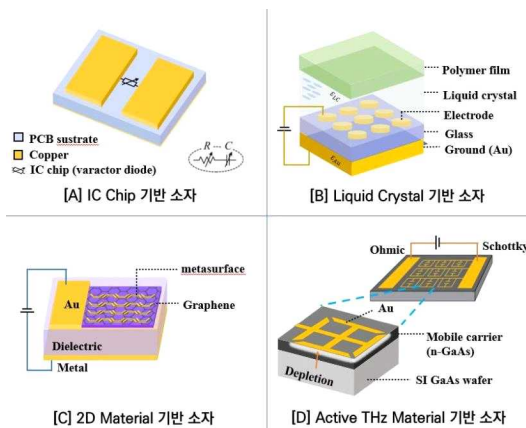 R C
PCB sustrate
Copper
IC chip (varactor diode)
[A] IC Chip 기반 소자
Polymer film
εLC
Liquid crystal
Electrode
Glass
Ground (Au)
[B] Liquid Crystal 기반 소자
metasurface
Au
Graphene
Dielectric
Metal
[C] 2D Material 기반 소자
Ohmic
Schottky
Au
Mobile carrier
(n-GaAs)
Depletion
SI GaAs wafer
[D] Active THz Material 기반 소자